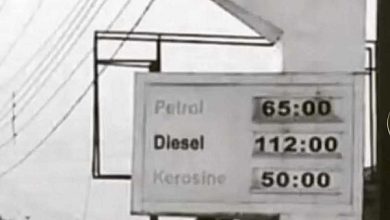 Petrol 65:00
Diesel 112:00
Kerosine 50:00